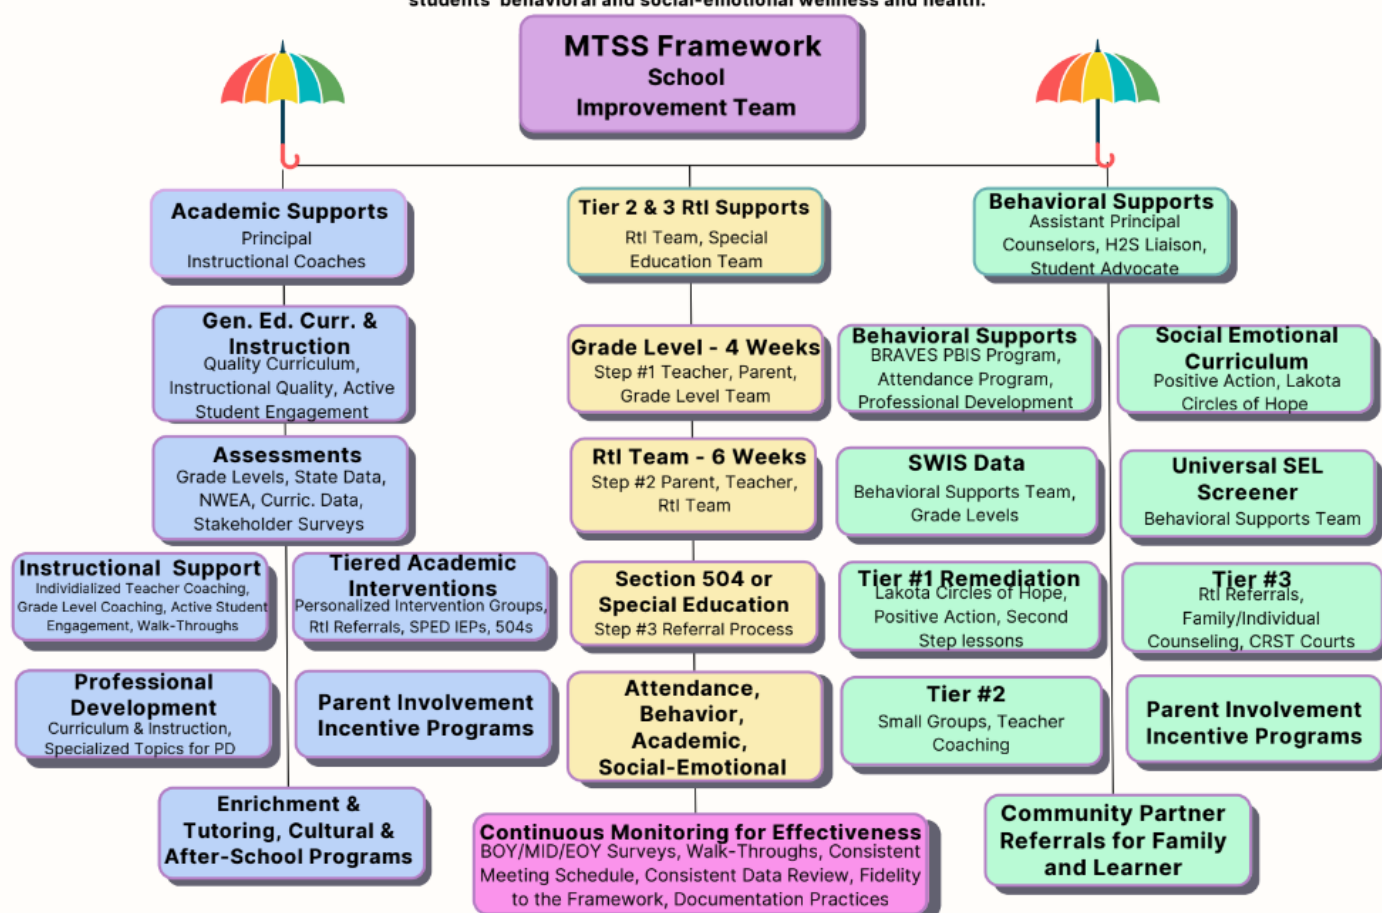 students' behavioral and social-emotional wellness and health.
MTSS Framework
School
Improvement Team
Academic Supports
Principal
Instructional Coaches
Gen. Ed. Curr. &
Instruction
Quality Curriculum,
Instructional Quality, Active
Student Engagement
Assessments
Grade Levels, State Data,
NWEA, Curric. Data,
Stakeholder Surveys
Instructional Support
Individialized Teacher Coaching,
Grade Level Coaching, Active Student
Engagement, Walk-Throughs
Tiered Academic
Interventions
Personalized Intervention Groups,
RtI Referrals, SPED IEPs, 504s
Professional
Development
Curriculum & Instruction,
Specialized Topics for PD
Parent Involvement
Incentive Programs
Enrichment &
Tutoring, Cultural &
After-School Programs
Tier 2 & 3 RtI Supports
RtI Team, Special
Education Team
Grade Level - 4 Weeks
Step #1 Teacher, Parent,
Grade Level Team
RtI Team - 6 Weeks
Step #2 Parent, Teacher,
RtI Team
Section 504 or
Special Education
Step #3 Referral Process
Attendance,
Behavior,
Academic,
Social-Emotional
Continuous Monitoring for Effectiveness
BOY/MID/EOY Surveys, Walk-Throughs, Consistent
Meeting Schedule, Consistent Data Review, Fidelity
to the Framework, Documentation Practices
Behavioral Supports
Assistant Principal
Counselors, H2S Liaison,
Student Advocate
Behavioral Supports
BRAVES PBIS Program,
Attendance Program,
Professional Development
Social Emotional
Curriculum
Positive Action, Lakota
Circles of Hope
SWIS Data
Behavioral Supports Team,
Grade Levels
Universal SEL
Screener
Behavioral Supports Team
Tier #1 Remediation
Lakota Circles of Hope,
Positive Action, Second
Step lessons
Tier #3
RtI Referrals,
Family/Individual
Counseling, CRST Courts
Tier #2
Small Groups, Teacher
Coaching
Parent Involvement
Incentive Programs
Community Partner
Referrals for Family
and Learner